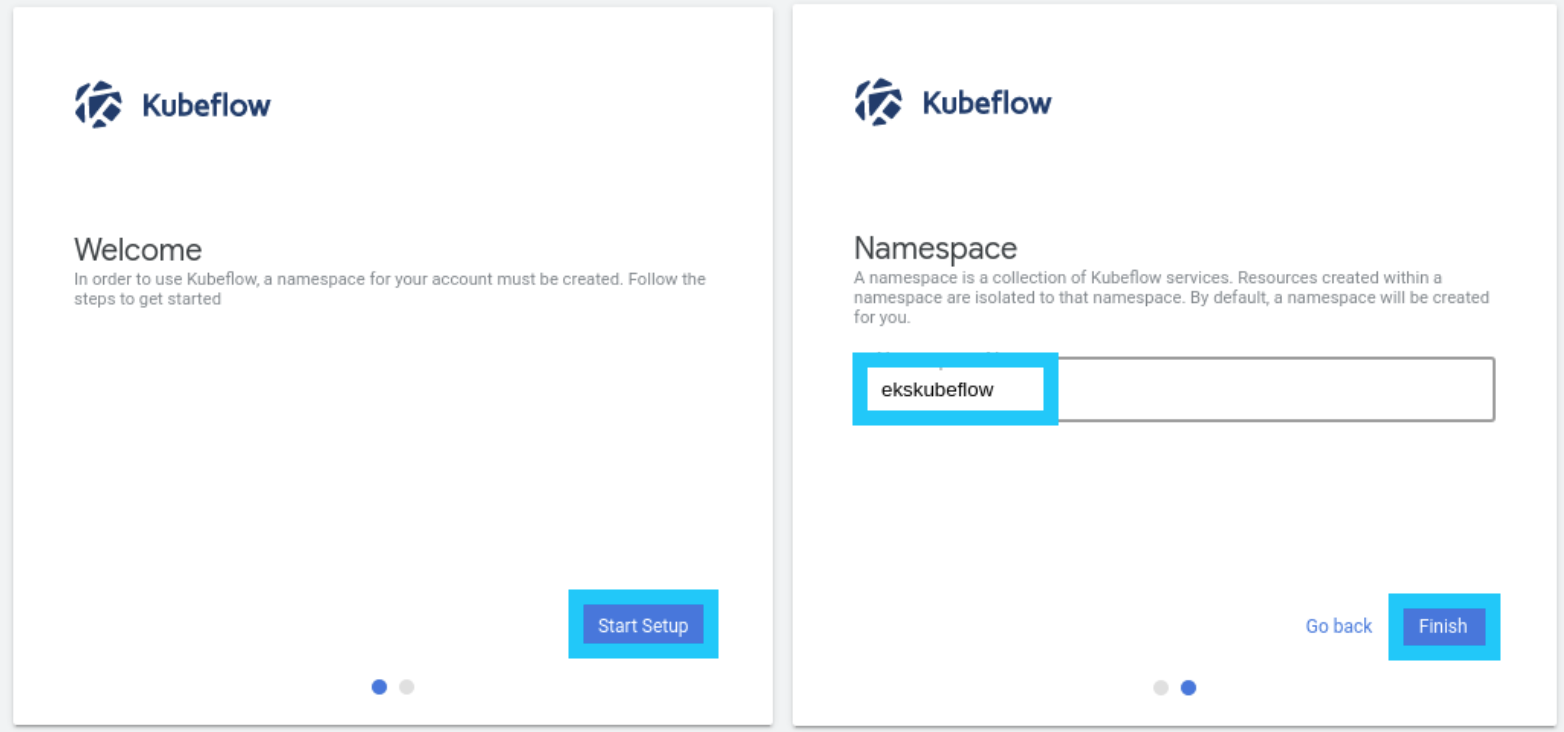 Kubeflow
Welcome
In order to use Kubeflow, a namespace for your account must be created. Follow the
steps to get started
Start Setup
Kubeflow
Namespace
A namespace is a collection of Kubeflow services. Resources created within a
namespace are isolated to that namespace. By default, a namespace will be created
for you.
ekskubeflow
Go back
Finish